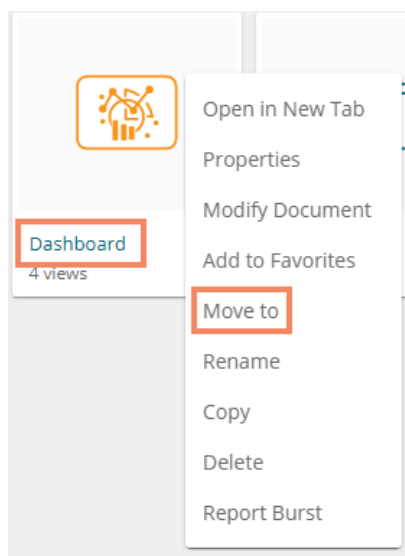 Dashboard
4 views
Open in New Tab
Properties
Modify Document
Add to Favorites
Move to
Rename
Copy
Delete
Report Burst